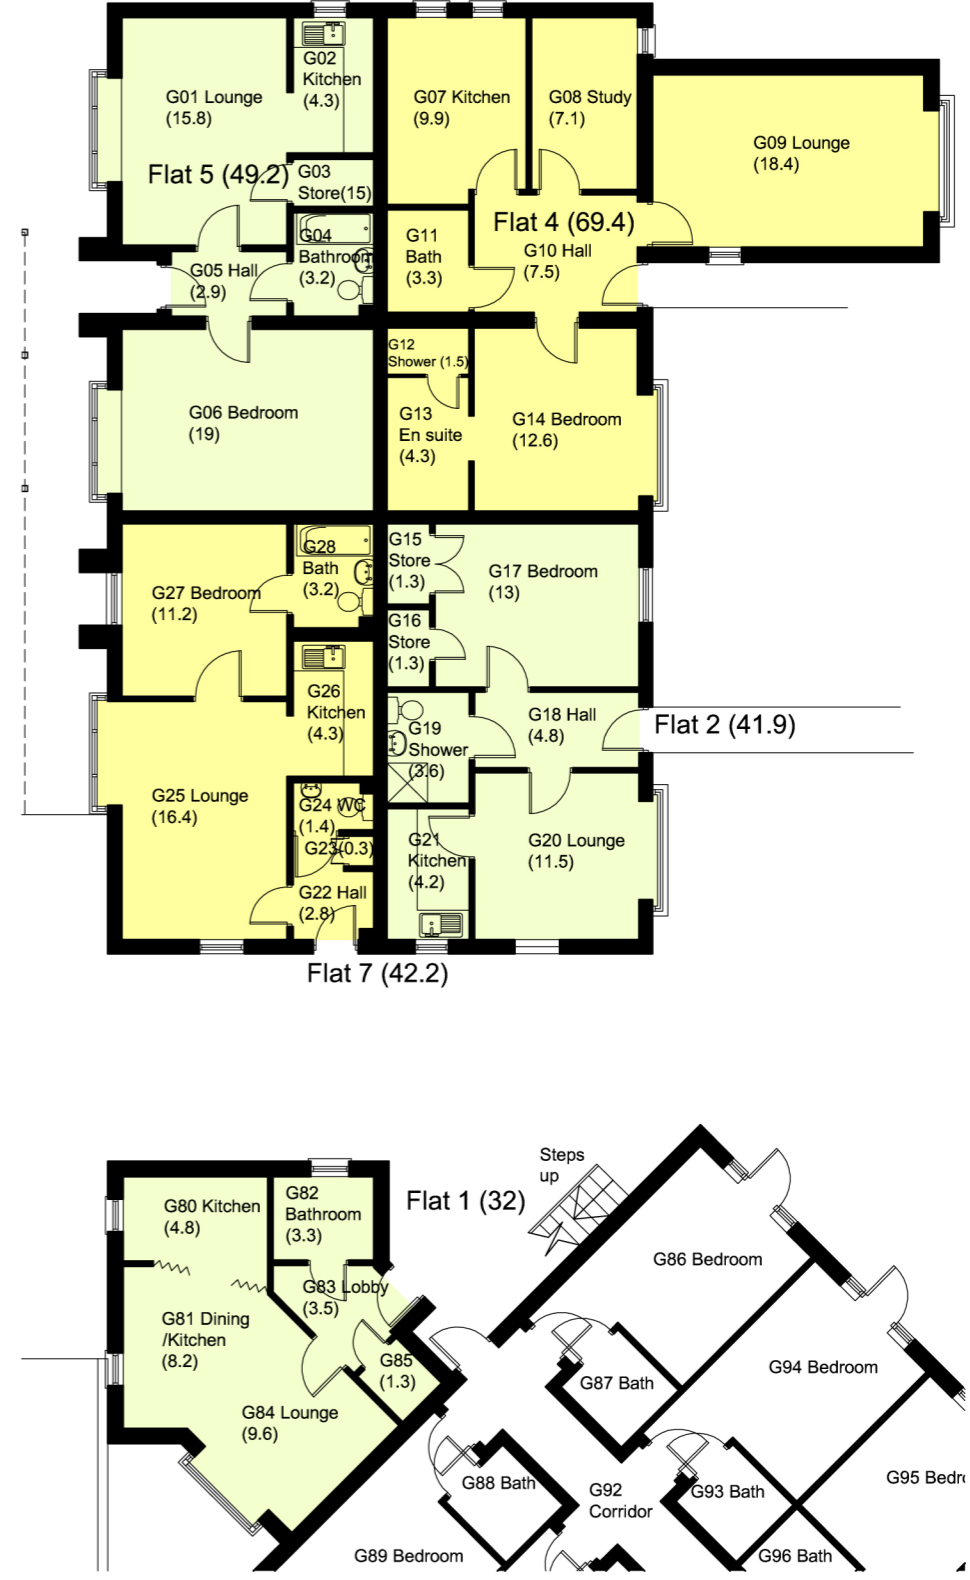 G01 Lounge
(15.8)
G02
Kitchen
(4.3)
G03
Store(15)
Flat 5 (49.2)
G04
Bathroom
(3.2)
G05 Hall
(2.9)
G06 Bedroom
(19)
G07 Kitchen
(9.9)
G08 Study
(7.1)
G09 Lounge
(18.4)
Flat 4 (69.4)
G10 Hall
(7.5)
G11
Bath
(3.3)
G12
Shower (1.5)
G13
En suite
(4.3)
G14 Bedroom
(12.6)
G27 Bedroom
(11.2)
G28
Bath
(3.2)
G26
Kitchen
(4.3)
G25 Lounge
(16.4)
G24 WC
(1.4)
G23(0.3)
G22 Hall
(2.8)
Flat 7 (42.2)
G15
Store
(1.3)
G16
Store
(1.3)
G17 Bedroom
(13)
G18 Hall
(4.8)
Flat 2 (41.9)
G19
Shower
(3.6)
G21
Kitchen
(4.2)
G20 Lounge
(11.5)
G80 Kitchen
(4.8)
G82
Bathroom
(3.3)
Flat 1 (32)
G83 Lobby
(3.5)
G81 Dining
/Kitchen
(8.2)
G85
(1.3)
G84 Lounge
(9.6)
Steps
up
G86 Bedroom
G87 Bath
G94 Bedroom
G88 Bath
G92
Corridor
G93 Bath
G95 Bedr
G89 Bedroom
G96 Bath